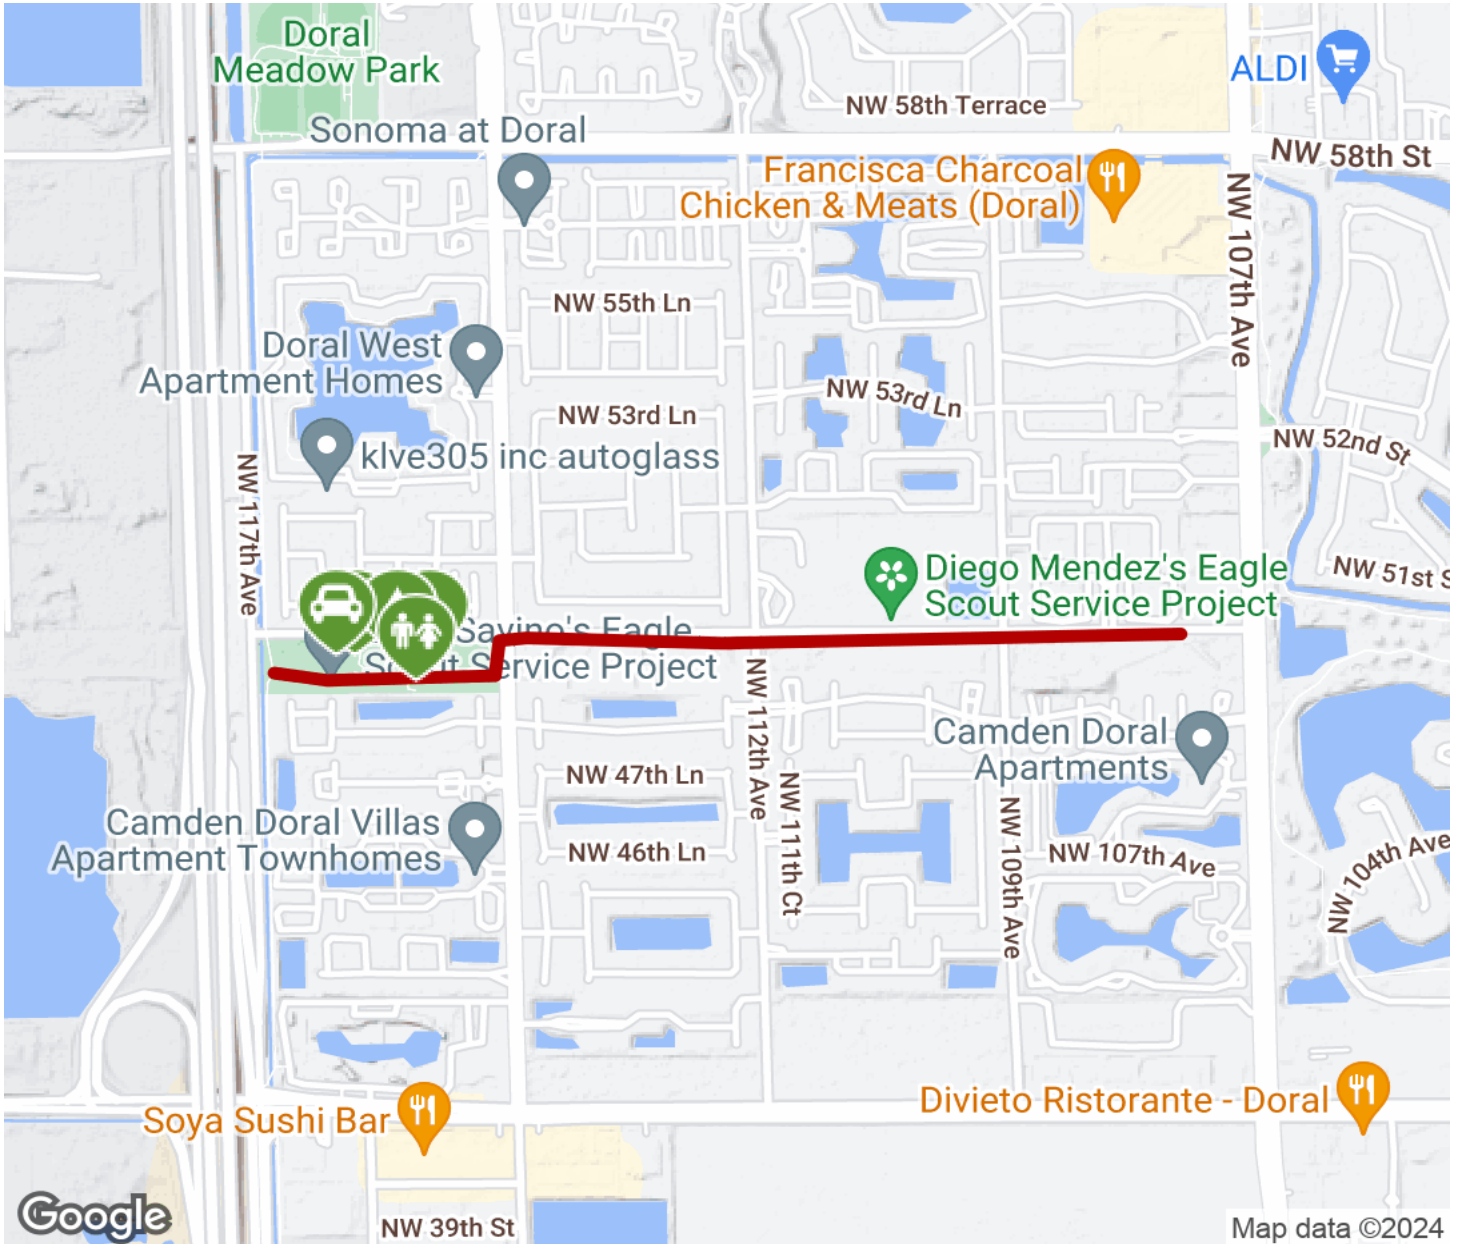 Doral
Meadow Park
ALDI
NW 58th Terrace
Sonoma at Doral
NW 58th St
Francisca Charcoal
Chicken & Meats (Doral)
NW 107th Ave
NW 55th Ln
Doral West
Apartment Homes
NW 53rd Ln
NW 53rd Ln
NW 52nd St
klve305 inc autoglass
NW 117th Ave
Diego Mendez's Eagle
Scout Service Project
NW 51st S
Savino's Eagle
Scout Service Project
NW 112th Ave
Camden Doral
Apartments
NW 47th Ln
NW 111th Ct
NW 109th Ave
Camden Doral Villas
Apartment Townhomes
NW 46th Ln
NW 107th Ave
NW 104th Ave
Divieto Ristorante - Doral
Soya Sushi Bar
Google
NW 39th St
Map data ©2024